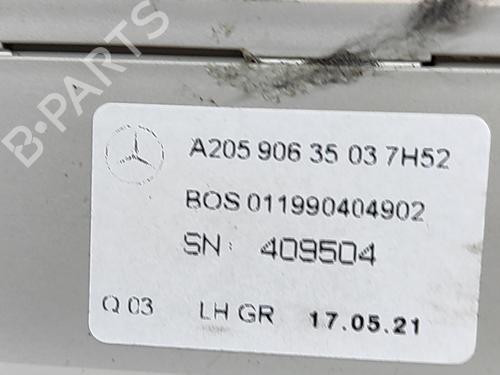 B-PARTS
A205 906 35 03 7H52
BOS 011990404902
SN: 409504
Q 03 LH GR 17.05.21